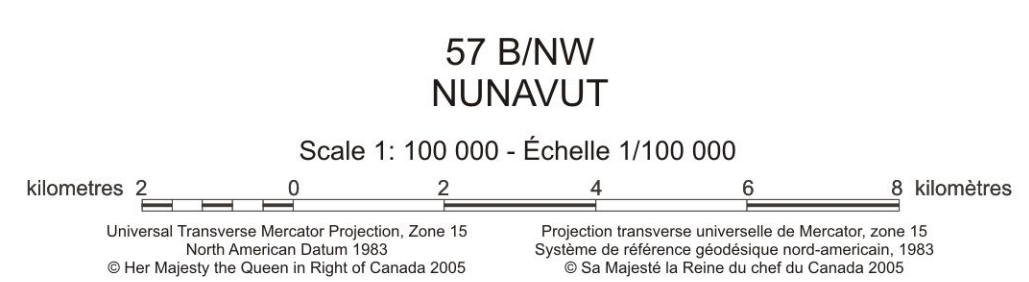 57 B/NW
NUNAVUT
Scale 1: 100 000 - Échelle 1/100 000
kilometres 2 0 2 4 6 8 kilomètres
Universal Transverse Mercator Projection, Zone 15
North American Datum 1983
© Her Majesty the Queen in Right of Canada 2005
Projection transverse universelle de Mercator, zone 15
Système de référence géodésique nord-americain, 1983
© Sa Majesté la Reine du chef du Canada 2005